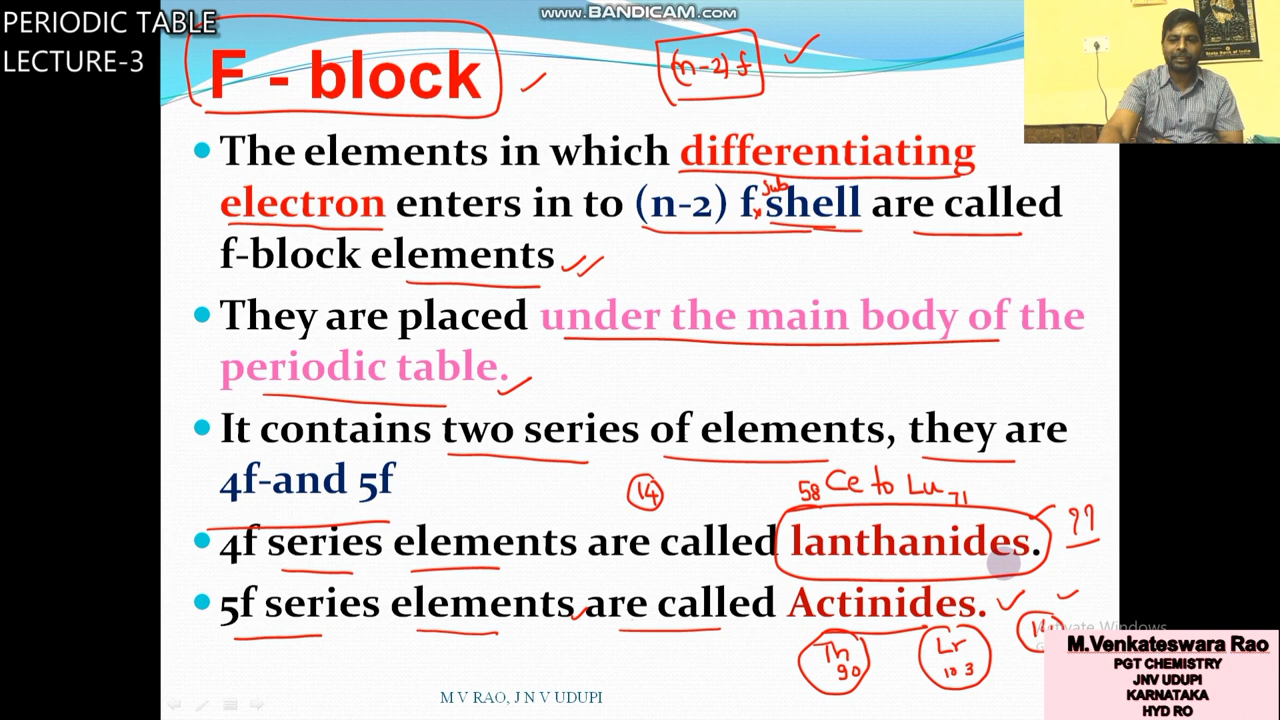 PERIODIC TABLE
LECTURE-3
WWW.BANDICAM.COM
F - block
(n-2) f
The elements in which differentiating
sub
electron enters in to (n-2) f shell are called
f-block elements
They are placed under the main body of the
periodic table.
It contains two series of elements, they are
4f-and 5f
14
58 Ce to Lu 71
4f series elements are called lanthanides.
??
5f series elements are called Actinides.
Th
90
Lr
103
M V RAO, J N V UDUPI
M.Venkateswara Rao
PGT CHEMISTRY
JNV UDUPI
KARNATAKA
HYD RO
State Bank of India